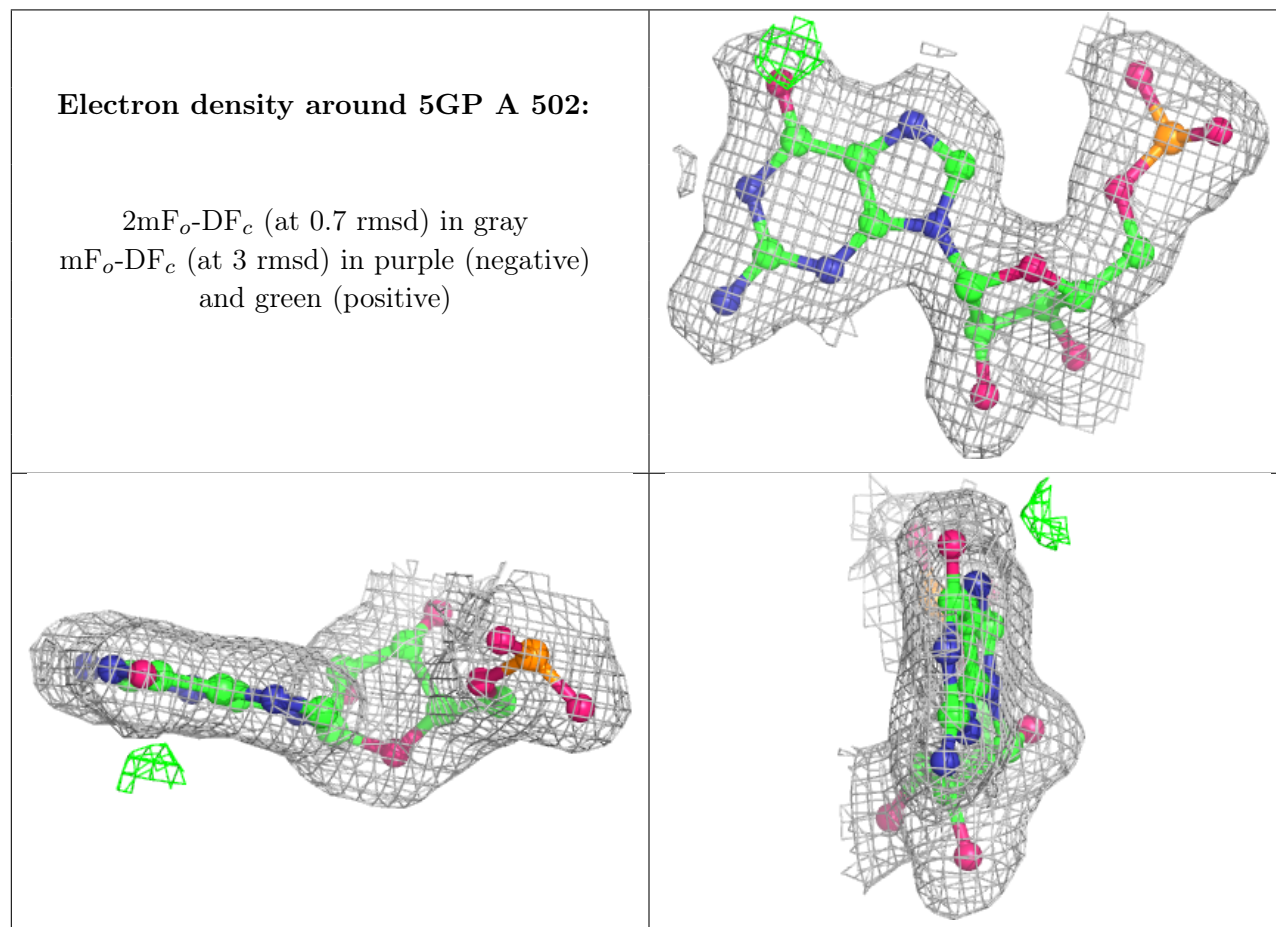 Electron density around 5GP A 502:
2mFo-DFc (at 0.7 rmsd) in gray
mFo-DFc (at 3 rmsd) in purple (negative)
and green (positive)